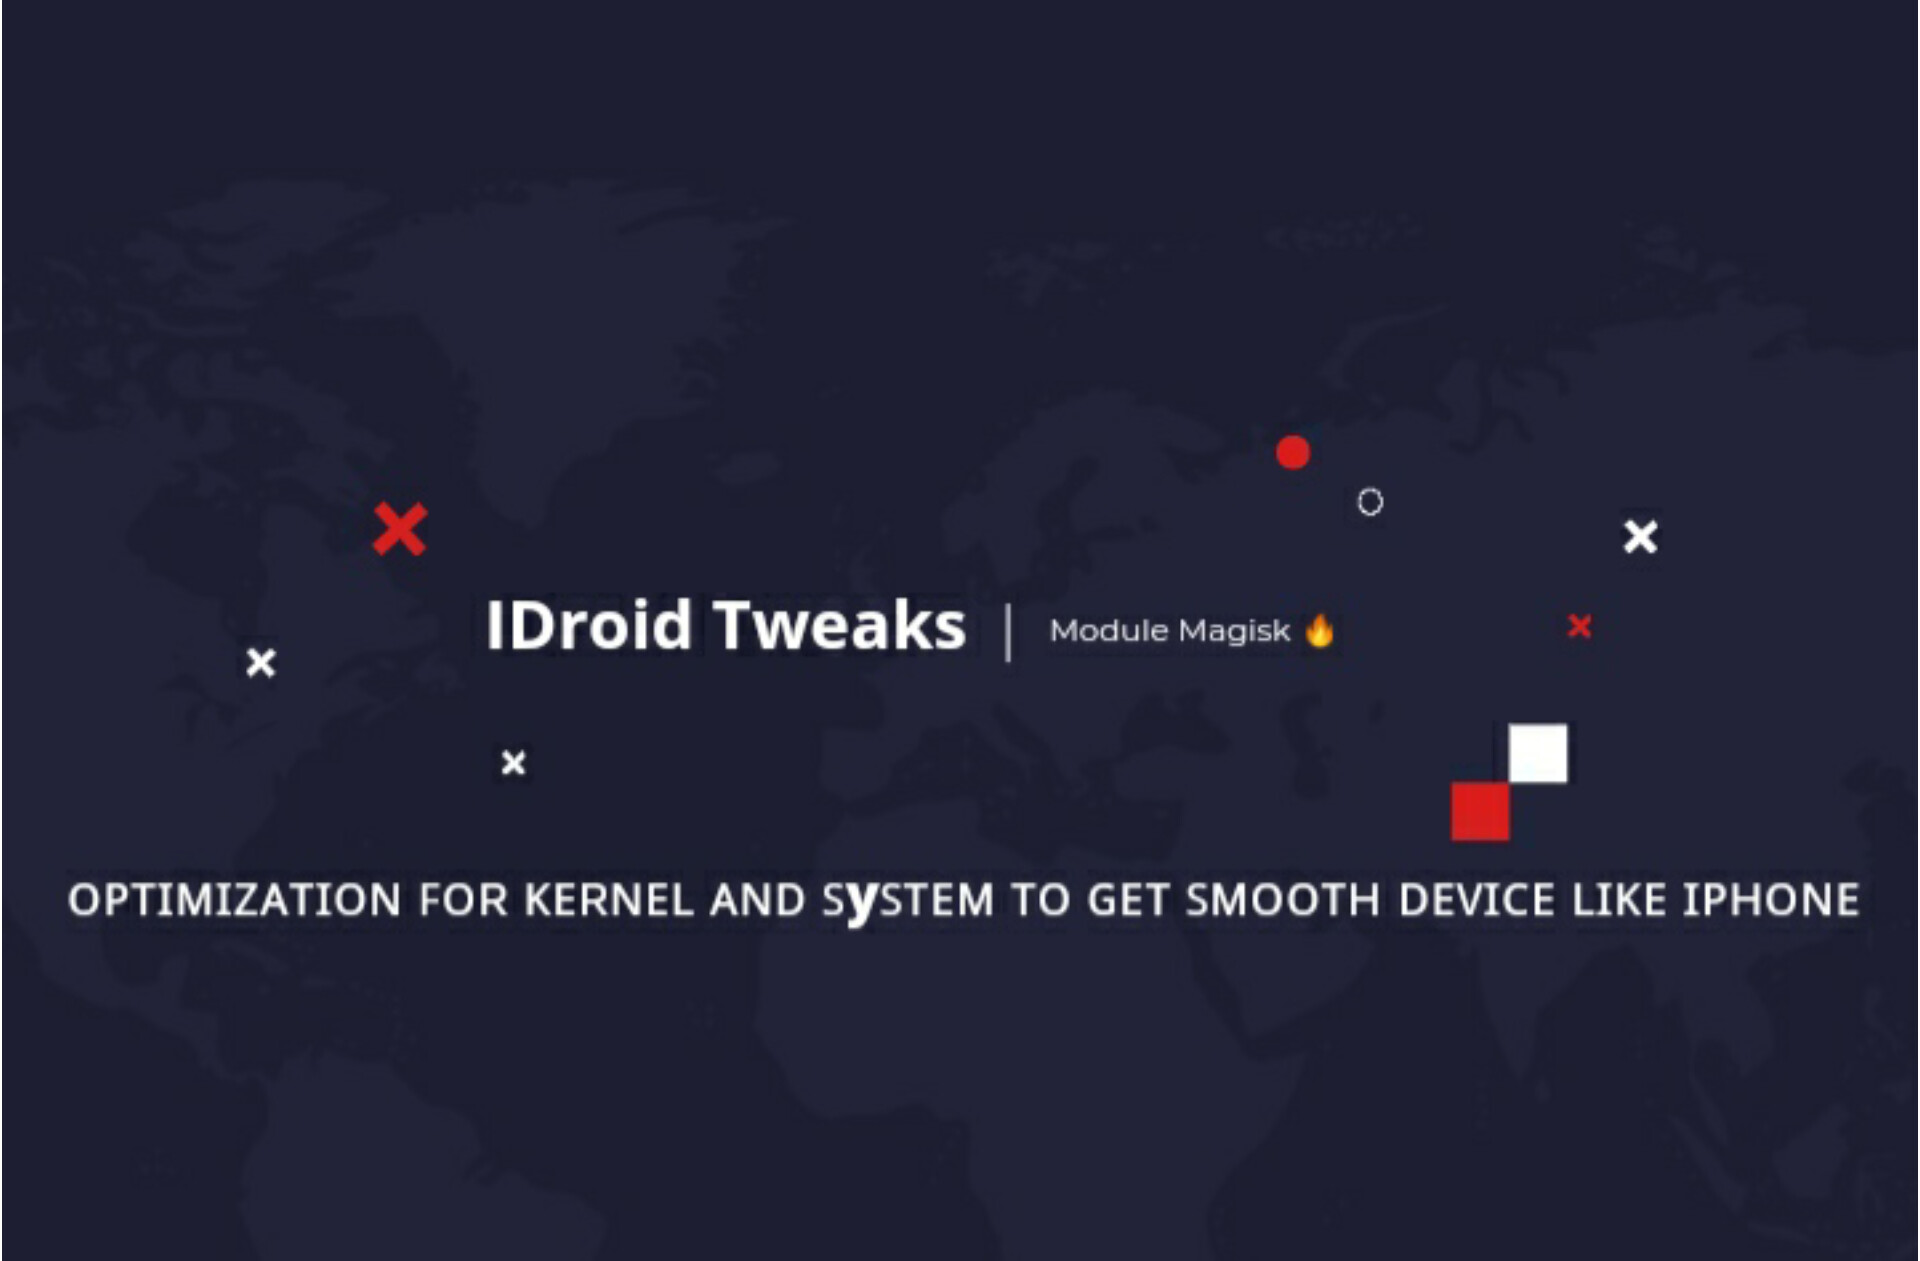 IDroid Tweaks | Module Magisk 🔥
OPTIMIZATION FOR KERNEL AND SySTEM TO GET SMOOTH DEVICE LIKE IPHONE